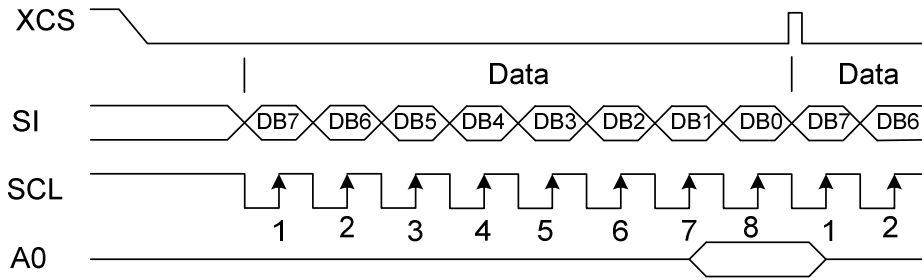 XCS
Data Data
SI DB7 DB6 DB5 DB4 DB3 DB2 DB1 DB0 DB7 DB6
SCL
1 2 3 4 5 6 7 8 1 2
A0